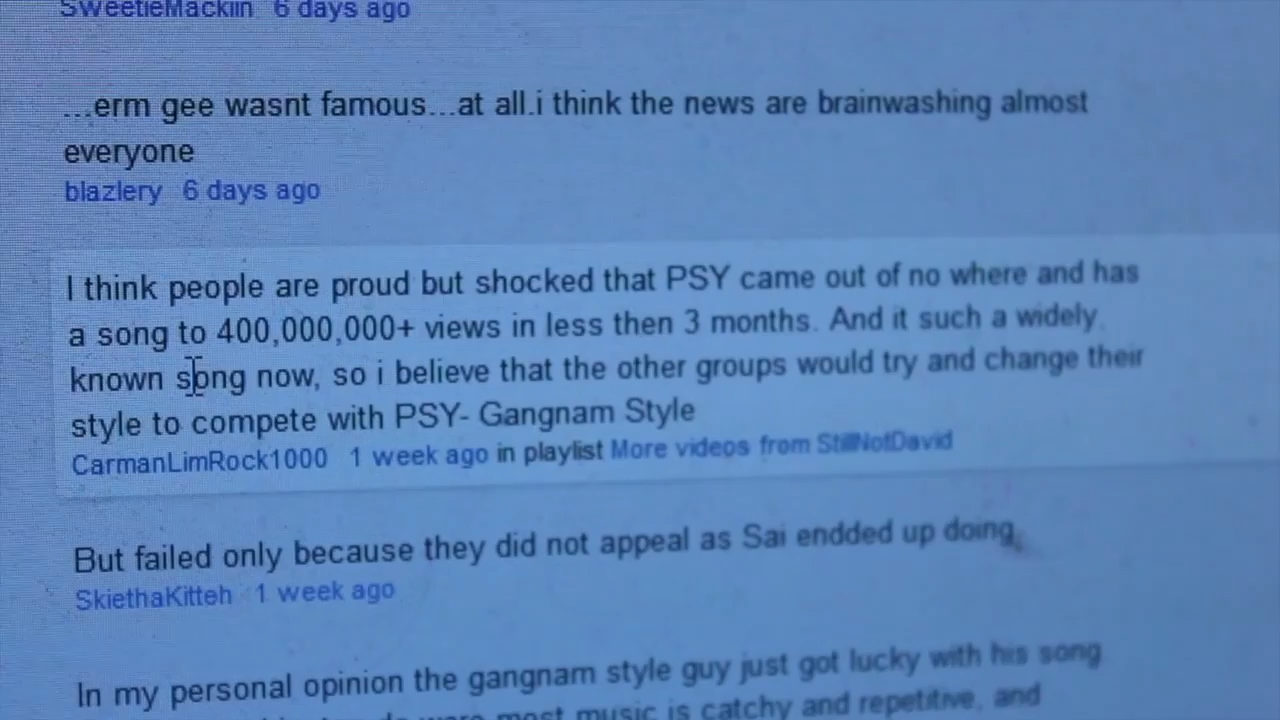 SweetieMackiin 6 days ago
...erm gee wasnt famous...at all.i think the news are brainwashing almost
everyone
blazlery 6 days ago
I think people are proud but shocked that PSY came out of no where and has
a song to 400,000,000+ views in less then 3 months. And it such a widely
known song now, so i believe that the other groups would try and change their
style to compete with PSY- Gangnam Style
CarmanLimRock1000 1 week ago in playlist More videos from StillNotDavid
But failed only because they did not appeal as Sai endded up doing.
SkiethaKitteh 1 week ago
In my personal opinion the gangnam style guy just got lucky with his song
most music is catchy and repetitive, and